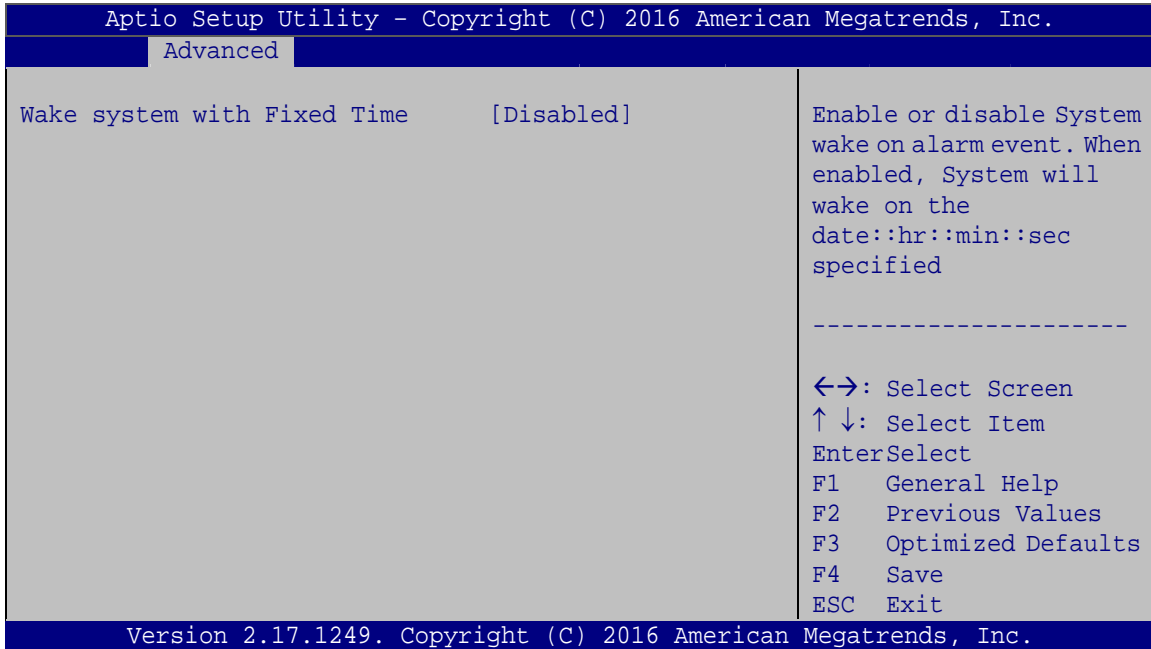 Aptio Setup Utility – Copyright (C) 2016 American Megatrends, Inc.
Advanced
Wake system with Fixed Time [Disabled]
Enable or disable System
wake on alarm event. When
enabled, System will
wake on the
date::hr::min::sec
specified
----------------------
←→: Select Screen
↑ ↓: Select Item
EnterSelect
F1 General Help
F2 Previous Values
F3 Optimized Defaults
F4 Save
ESC Exit
Version 2.17.1249. Copyright (C) 2016 American Megatrends, Inc.